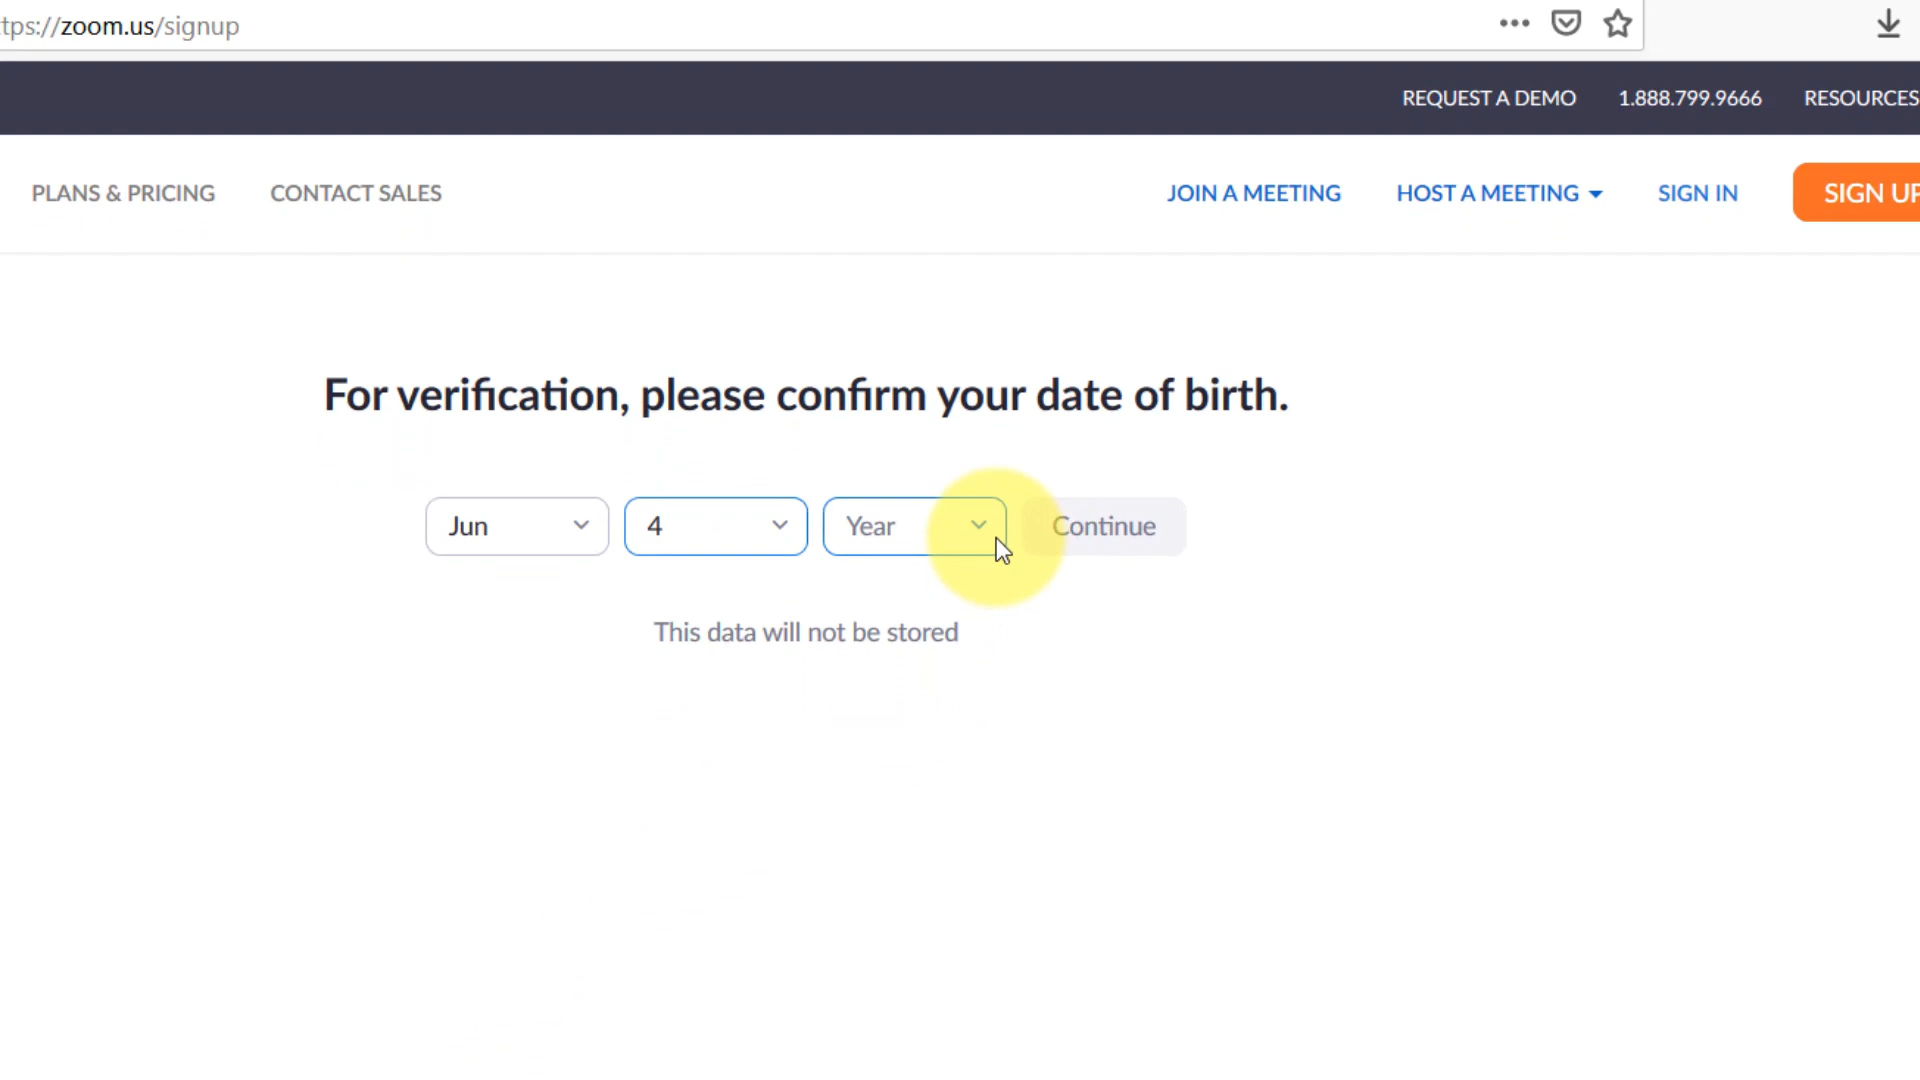 tps://zoom.us/signup
REQUEST A DEMO 1.888.799.9666 RESOURCES
PLANS & PRICING CONTACT SALES JOIN A MEETING HOST A MEETING SIGN IN SIGN UP
For verification, please confirm your date of birth.
Jun 4 Year Continue
This data will not be stored